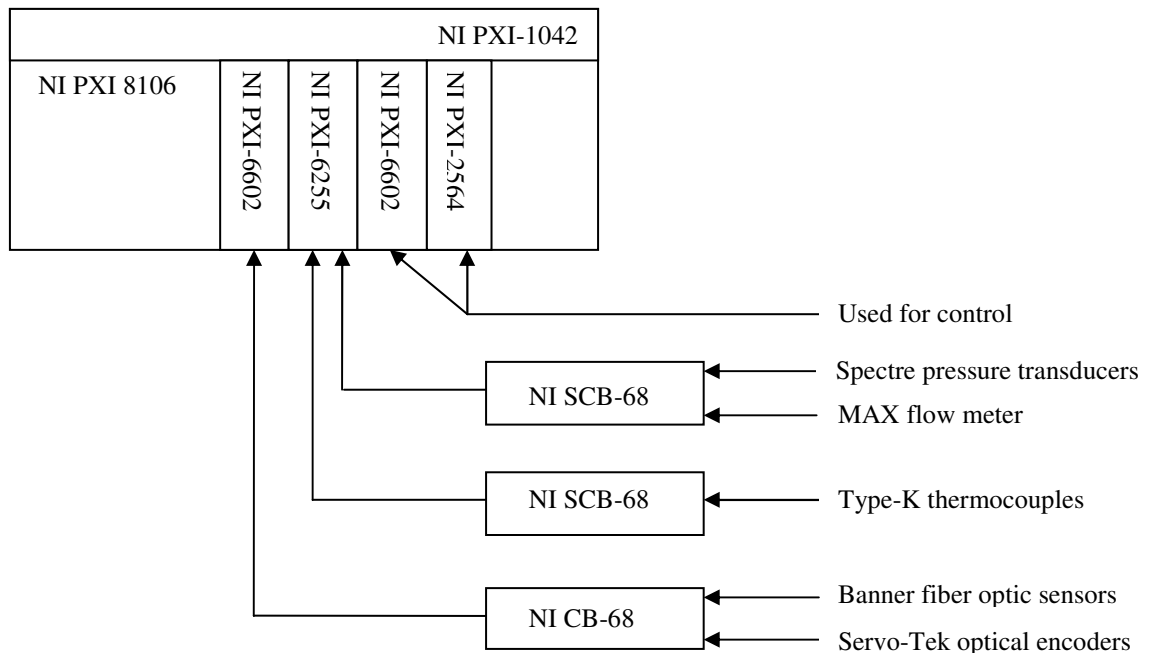 NI PXI-1042
NI PXI 8106
NI PXI-6602
NI PXI-6255
NI PXI-6602
NI PXI-2564
Used for control
Spectre pressure transducers
NI SCB-68
MAX flow meter
NI SCB-68
Type-K thermocouples
Banner fiber optic sensors
NI CB-68
Servo-Tek optical encoders